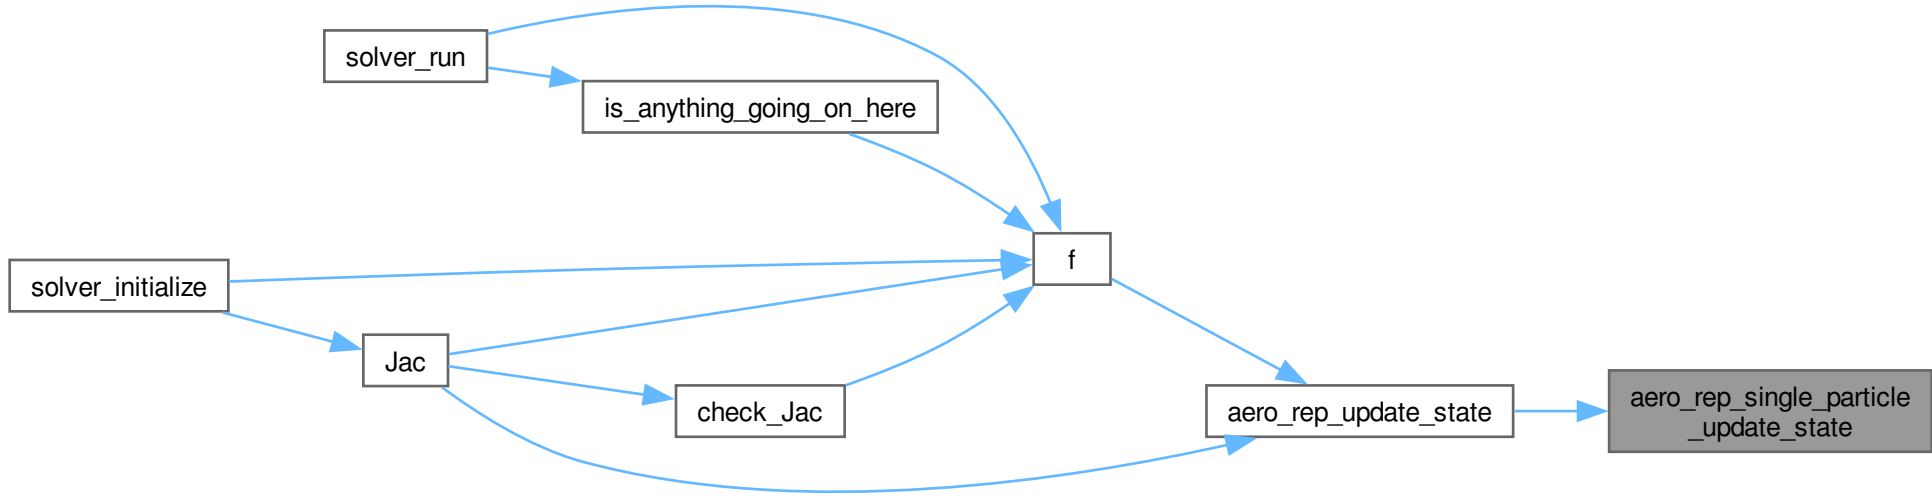 solver_run
is_anything_going_on_here
f
solver_initialize
Jac
check_Jac
aero_rep_update_state
aero_rep_single_particle
_update_state